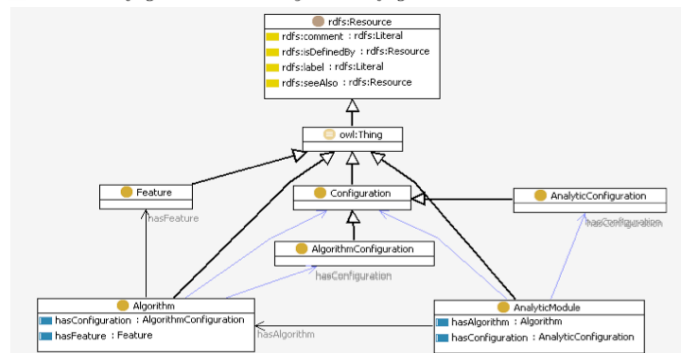 rdfs:Resource
rdfs:comment : rdfs:Literal
rdfs:isDefinedBy : rdfs:Resource
rdfs:label : rdfs:Literal
rdfs:seeAlso : rdfs:Resource
owl:Thing
Feature
Configuration
AnalyticConfiguration
hasFeature
hasConfiguration
AlgorithmConfiguration
hasConfiguration
Algorithm
hasConfiguration : AlgorithmConfiguration
hasFeature : Feature
hasAlgorithm
AnalyticModule
hasAlgorithm : Algorithm
hasConfiguration : AnalyticConfiguration